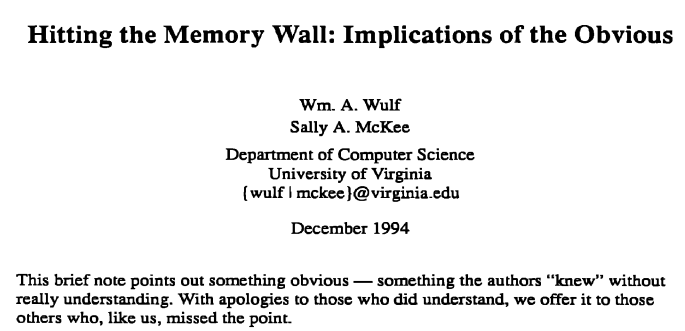 Hitting the Memory Wall: Implications of the Obvious
Wm. A. Wulf
Sally A. McKee
Department of Computer Science
University of Virginia
{wulf | mckee}@virginia.edu
December 1994
This brief note points out something obvious — something the authors “knew” without
really understanding. With apologies to those who did understand, we offer it to those
others who, like us, missed the point.